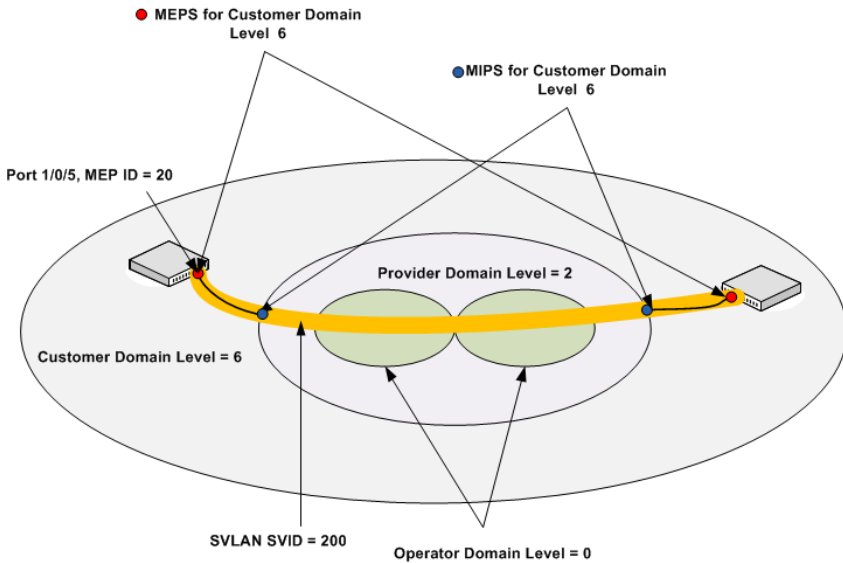 MEPS for Customer Domain
Level 6
MIPS for Customer Domain
Level 6
Port 1/0/5, MEP ID = 20
Provider Domain Level = 2
Customer Domain Level = 6
SVLAN SVID = 200
Operator Domain Level = 0